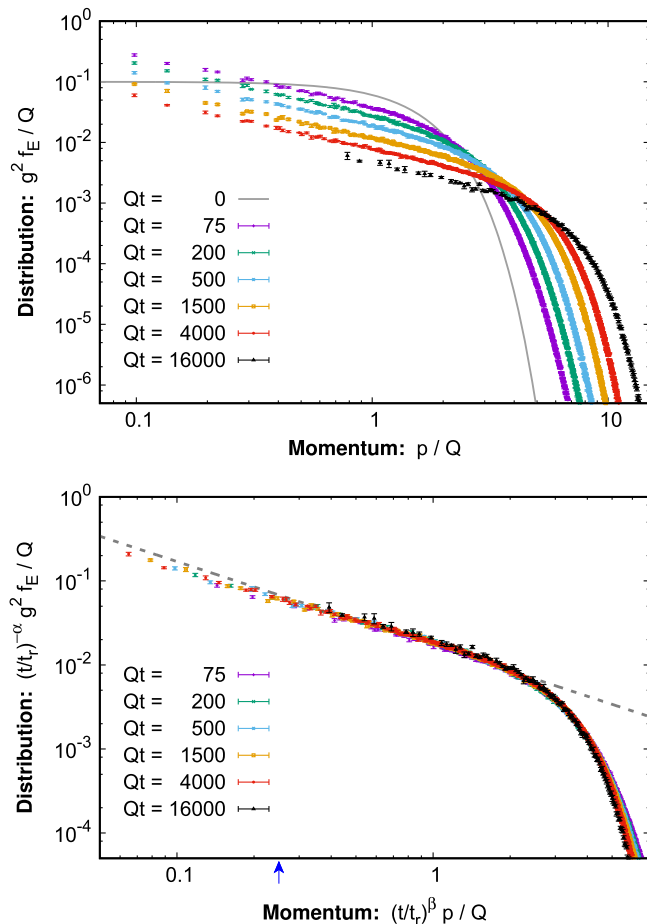 10^0
10^-1
10^-2
10^-3
10^-4
10^-5
10^-6
Distribution: g^2 f_E / Q
Qt = 0
Qt = 75
Qt = 200
Qt = 500
Qt = 1500
Qt = 4000
Qt = 16000
0.1 1 10
Momentum: p / Q
10^0
10^-1
10^-2
10^-3
10^-4
Distribution: (t/t_r)^-α g^2 f_E / Q
Qt = 75
Qt = 200
Qt = 500
Qt = 1500
Qt = 4000
Qt = 16000
0.1 1
Momentum: (t/t_r)^β p / Q